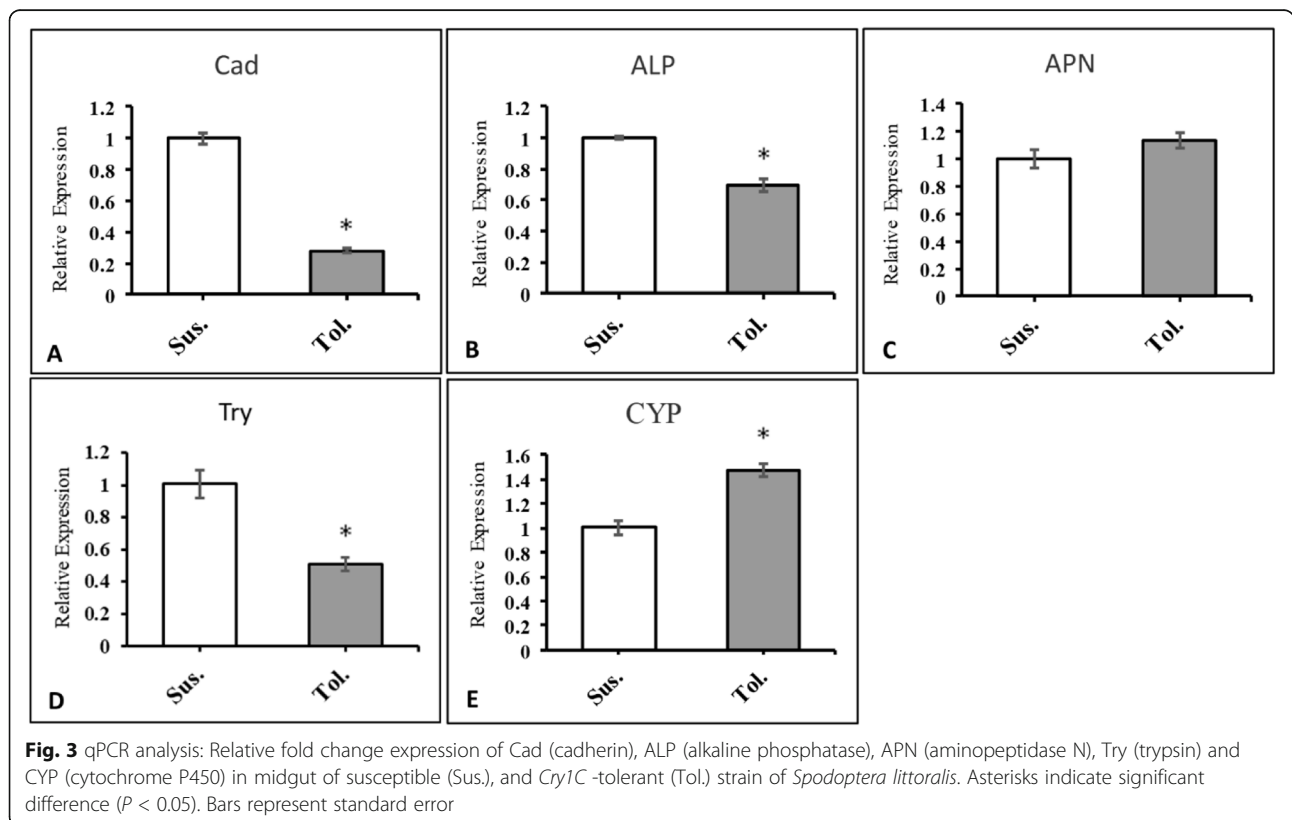 Cad
Relative Expression
1.2
1
0.8
0.6
0.4
0.2
0
*
Sus.
Tol.
A
ALP
Relative Expression
1.2
1
0.8
0.6
0.4
0.2
0
*
Sus.
Tol.
B
APN
Relative Expression
1.4
1.2
1
0.8
0.6
0.4
0.2
0
Sus.
Tol.
C
Try
Relative Expression
1.2
1
0.8
0.6
0.4
0.2
0
*
Sus.
Tol.
D
CYP
Relative Expression
1.6
1.4
1.2
1
0.8
0.6
0.4
0.2
0
*
Sus.
Tol.
E
Fig. 3 qPCR analysis: Relative fold change expression of Cad (cadherin), ALP (alkaline phosphatase), APN (aminopeptidase N), Try (trypsin) and
CYP (cytochrome P450) in midgut of susceptible (Sus.), and Cry1C -tolerant (Tol.) strain of Spodoptera littoralis. Asterisks indicate significant
difference (P < 0.05). Bars represent standard error